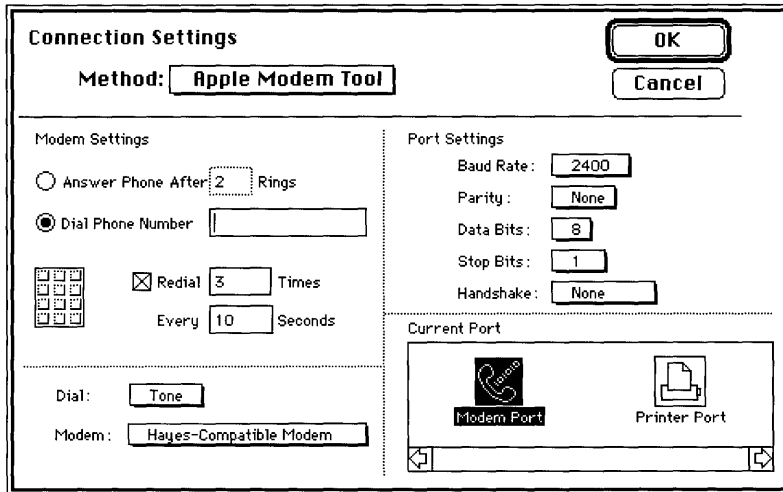 Connection Settings
OK
Method: Apple Modem Tool
Cancel
Modem Settings
Answer Phone After 2 Rings
Dial Phone Number
Redial 3 Times
Every 10 Seconds
Dial: Tone
Modem: Hayes-Compatible Modem
Port Settings
Baud Rate: 2400
Parity: None
Data Bits: 8
Stop Bits: 1
Handshake: None
Current Port
Modem Port
Printer Port